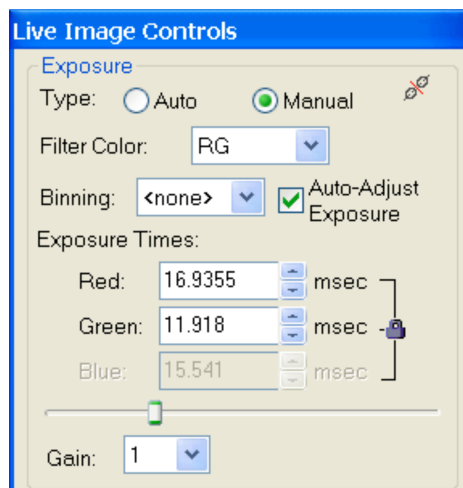 Live Image Controls
Exposure
Type: Auto Manual
Filter Color: RG
Binning: <none> Auto-Adjust
Exposure
Exposure Times:
Red: 16.9355 msec
Green: 11.918 msec
Blue: 15.541 msec
Gain: 1